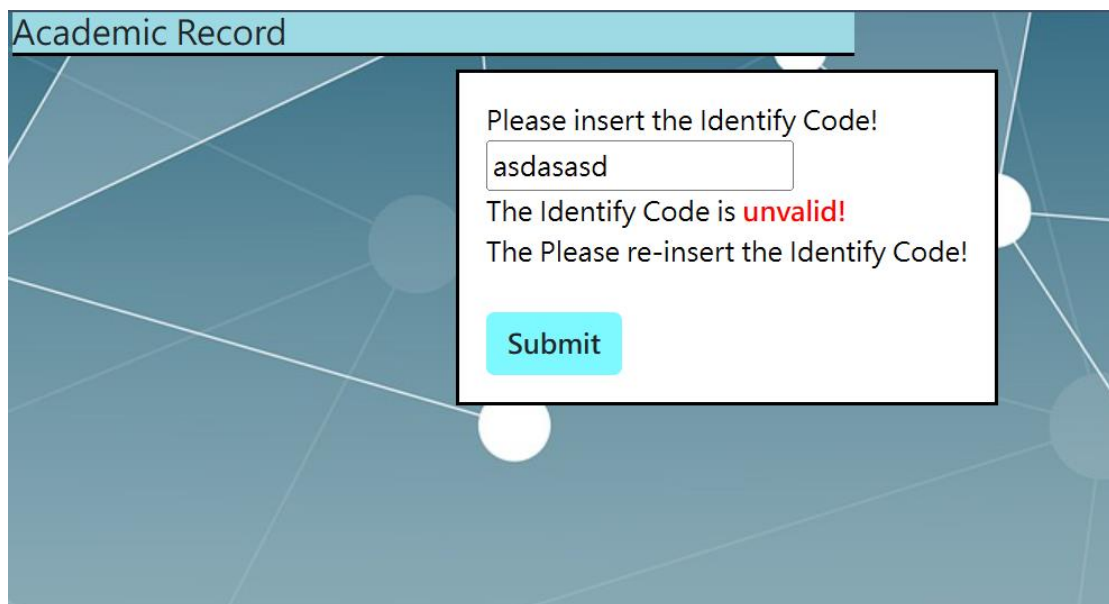 Academic Record
Please insert the Identify Code!
asdasasd
The Identify Code is unvalid!
The Please re-insert the Identify Code!
Submit